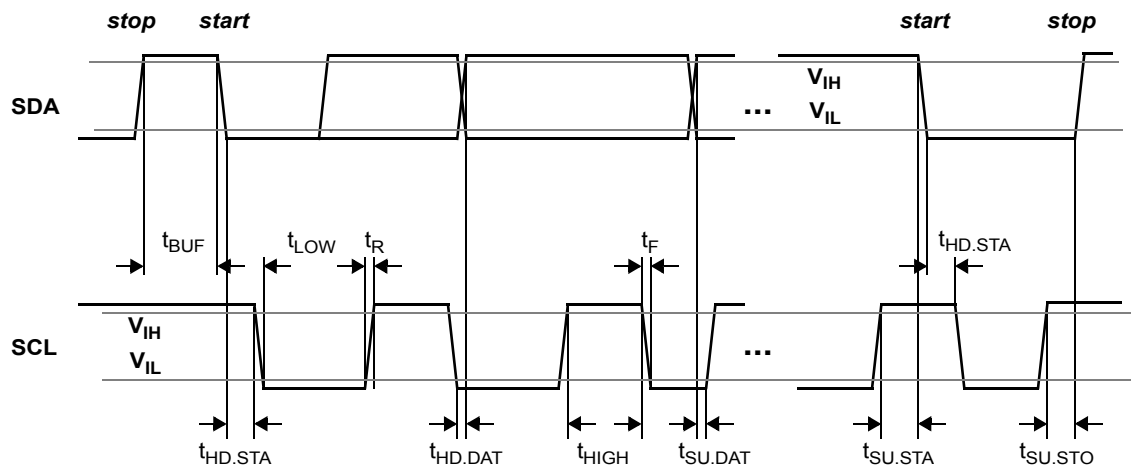 stop start start stop
SDA
V_IH
V_IL
...
t_BUF t_LOW t_R t_F t_HD.STA
SCL
V_IH
V_IL
...
t_HD.STA t_HD.DAT t_HIGH t_SU.DAT t_SU.STA t_SU.STO